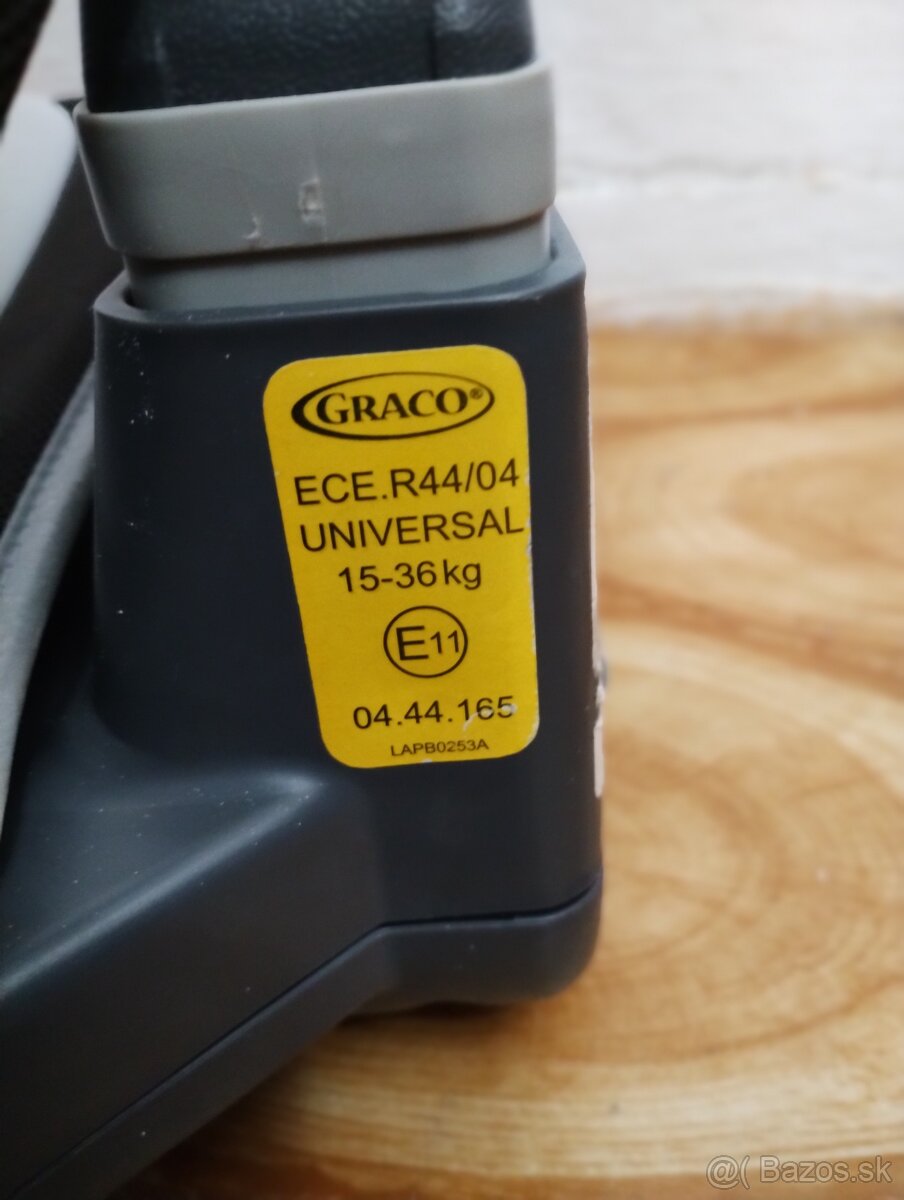 GRACO®
ECE.R44/04
UNIVERSAL
15-36kg
E11
04.44.165
LAPB0253A
@( Bazos.sk